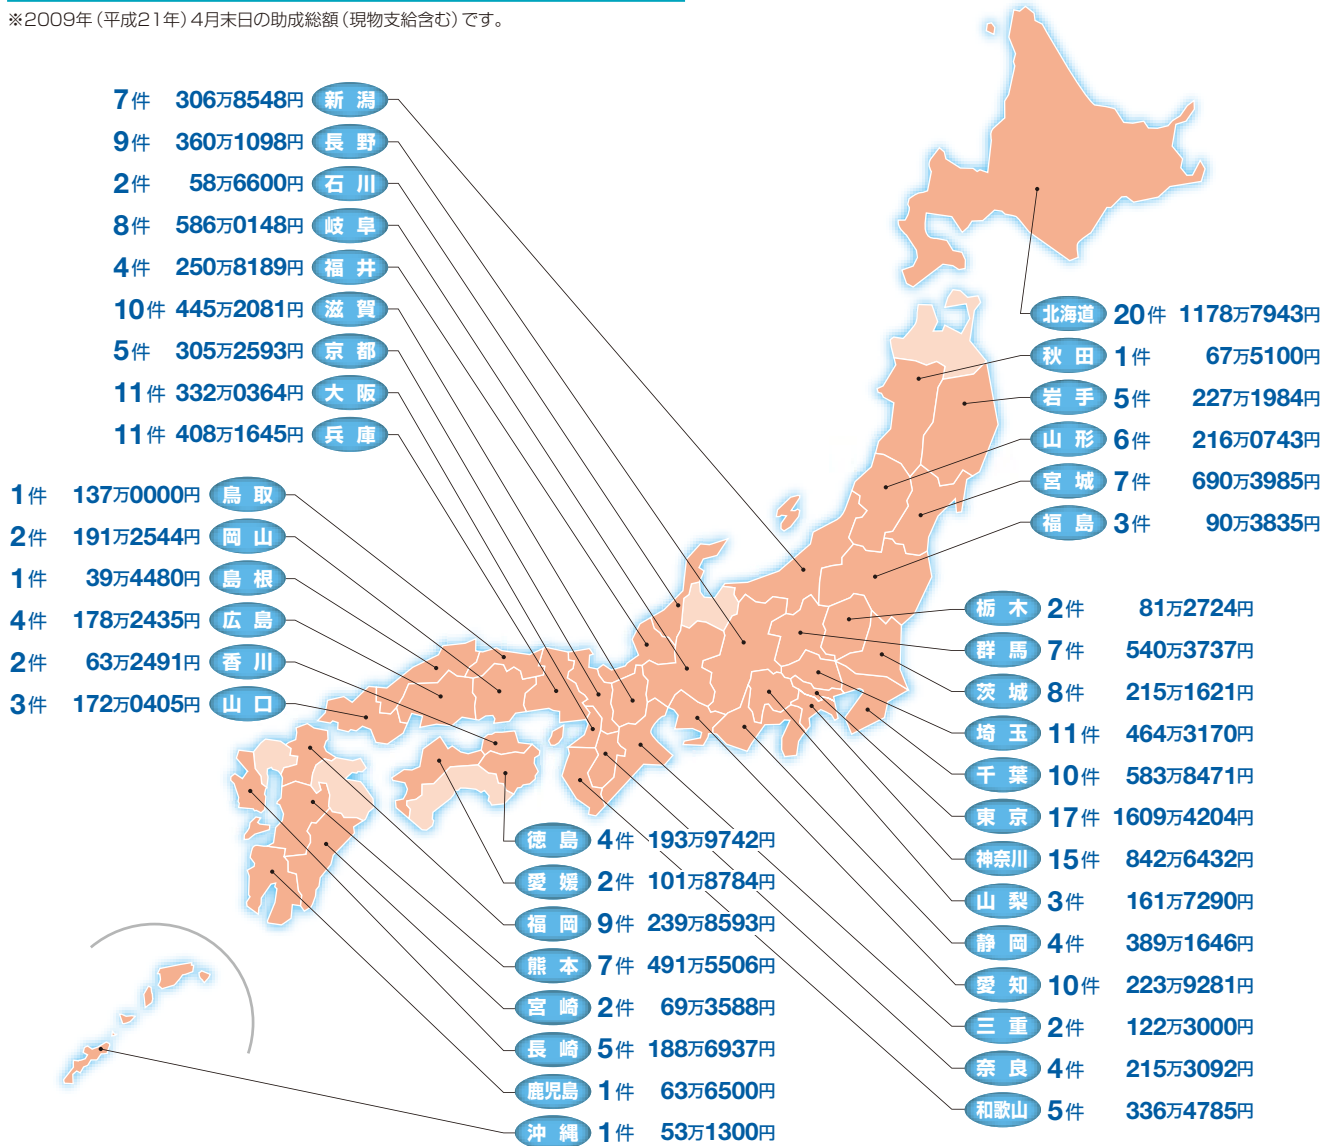 ※2009年(平成21年)4月末日の助成総額(現物支給含む)です。
7件 306万8548円 新潟
9件 360万1098円 長野
2件 58万6600円 石川
8件 586万0148円 岐阜
4件 250万8189円 福井
10件 445万2081円 滋賀
5件 305万2593円 京都
11件 332万0364円 大阪
11件 408万1645円 兵庫
1件 137万0000円 鳥取
2件 191万2544円 岡山
1件 39万4480円 島根
4件 178万2435円 広島
2件 63万2491円 香川
3件 172万0405円 山口
北海道 20件 1178万7943円
秋田 1件 67万5100円
岩手 5件 227万1984円
山形 6件 216万0743円
宮城 7件 690万3985円
福島 3件 90万3835円
栃木 2件 81万2724円
群馬 7件 540万3737円
茨城 8件 215万1621円
埼玉 11件 464万3170円
千葉 10件 583万8471円
東京 17件 1609万4204円
神奈川 15件 842万6432円
山梨 3件 161万7290円
静岡 4件 389万1646円
愛知 10件 223万9281円
三重 2件 122万3000円
奈良 4件 215万3092円
和歌山 5件 336万4785円
徳島 4件 193万9742円
愛媛 2件 101万8784円
福岡 9件 239万8593円
熊本 7件 491万5506円
宮崎 2件 69万3588円
長崎 5件 188万6937円
鹿児島 1件 63万6500円
沖縄 1件 53万1300円